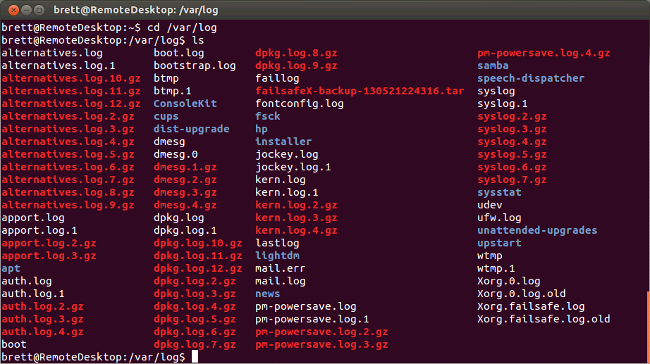 brett@RemoteDesktop: /var/log
brett@RemoteDesktop:~$ cd /var/log
brett@RemoteDesktop:/var/log$ ls
alternatives.log boot.log dpkg.log.8.gz pm-powersave.log.4.gz
alternatives.log.1 bootstrap.log dpkg.log.9.gz samba
alternatives.log.10.gz btmp faillog speech-dispatcher
alternatives.log.11.gz btmp.1 failsafeX-backup-130521224316.tar syslog
alternatives.log.12.gz ConsoleKit fontconfig.log syslog.1
alternatives.log.2.gz cups fsck syslog.2.gz
alternatives.log.3.gz dist-upgrade hp syslog.3.gz
alternatives.log.4.gz dmesg installer syslog.4.gz
alternatives.log.5.gz dmesg.0 jockey.log syslog.5.gz
alternatives.log.6.gz dmesg.1.gz jockey.log.1 syslog.6.gz
alternatives.log.7.gz dmesg.2.gz kern.log syslog.7.gz
alternatives.log.8.gz dmesg.3.gz kern.log.1 sysstat
alternatives.log.9.gz dmesg.4.gz kern.log.2.gz udev
apport.log dpkg.log kern.log.3.gz ufw.log
apport.log.1 dpkg.log.1 kern.log.4.gz unattended-upgrades
apport.log.2.gz dpkg.log.10.gz lastlog upstart
apport.log.3.gz dpkg.log.11.gz lightdm wtmp
apt dpkg.log.12.gz mail.err wtmp.1
auth.log dpkg.log.2.gz mail.log Xorg.0.log
auth.log.1 dpkg.log.3.gz news Xorg.0.log.old
auth.log.2.gz dpkg.log.4.gz pm-powersave.log Xorg.failsafe.log
auth.log.3.gz dpkg.log.5.gz pm-powersave.log.1 Xorg.failsafe.log.old
auth.log.4.gz dpkg.log.6.gz pm-powersave.log.2.gz
boot dpkg.log.7.gz pm-powersave.log.3.gz
brett@RemoteDesktop:/var/log$